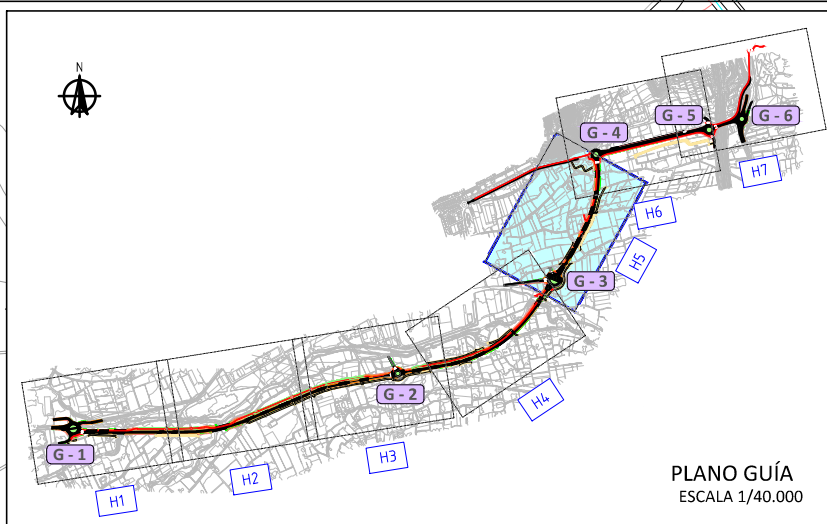 N
G - 6
G - 5
G - 4
H7
H6
H5
G - 3
G - 2
H4
G - 1
H3
H2
H1
PLANO GUÍA
ESCALA 1/40.000